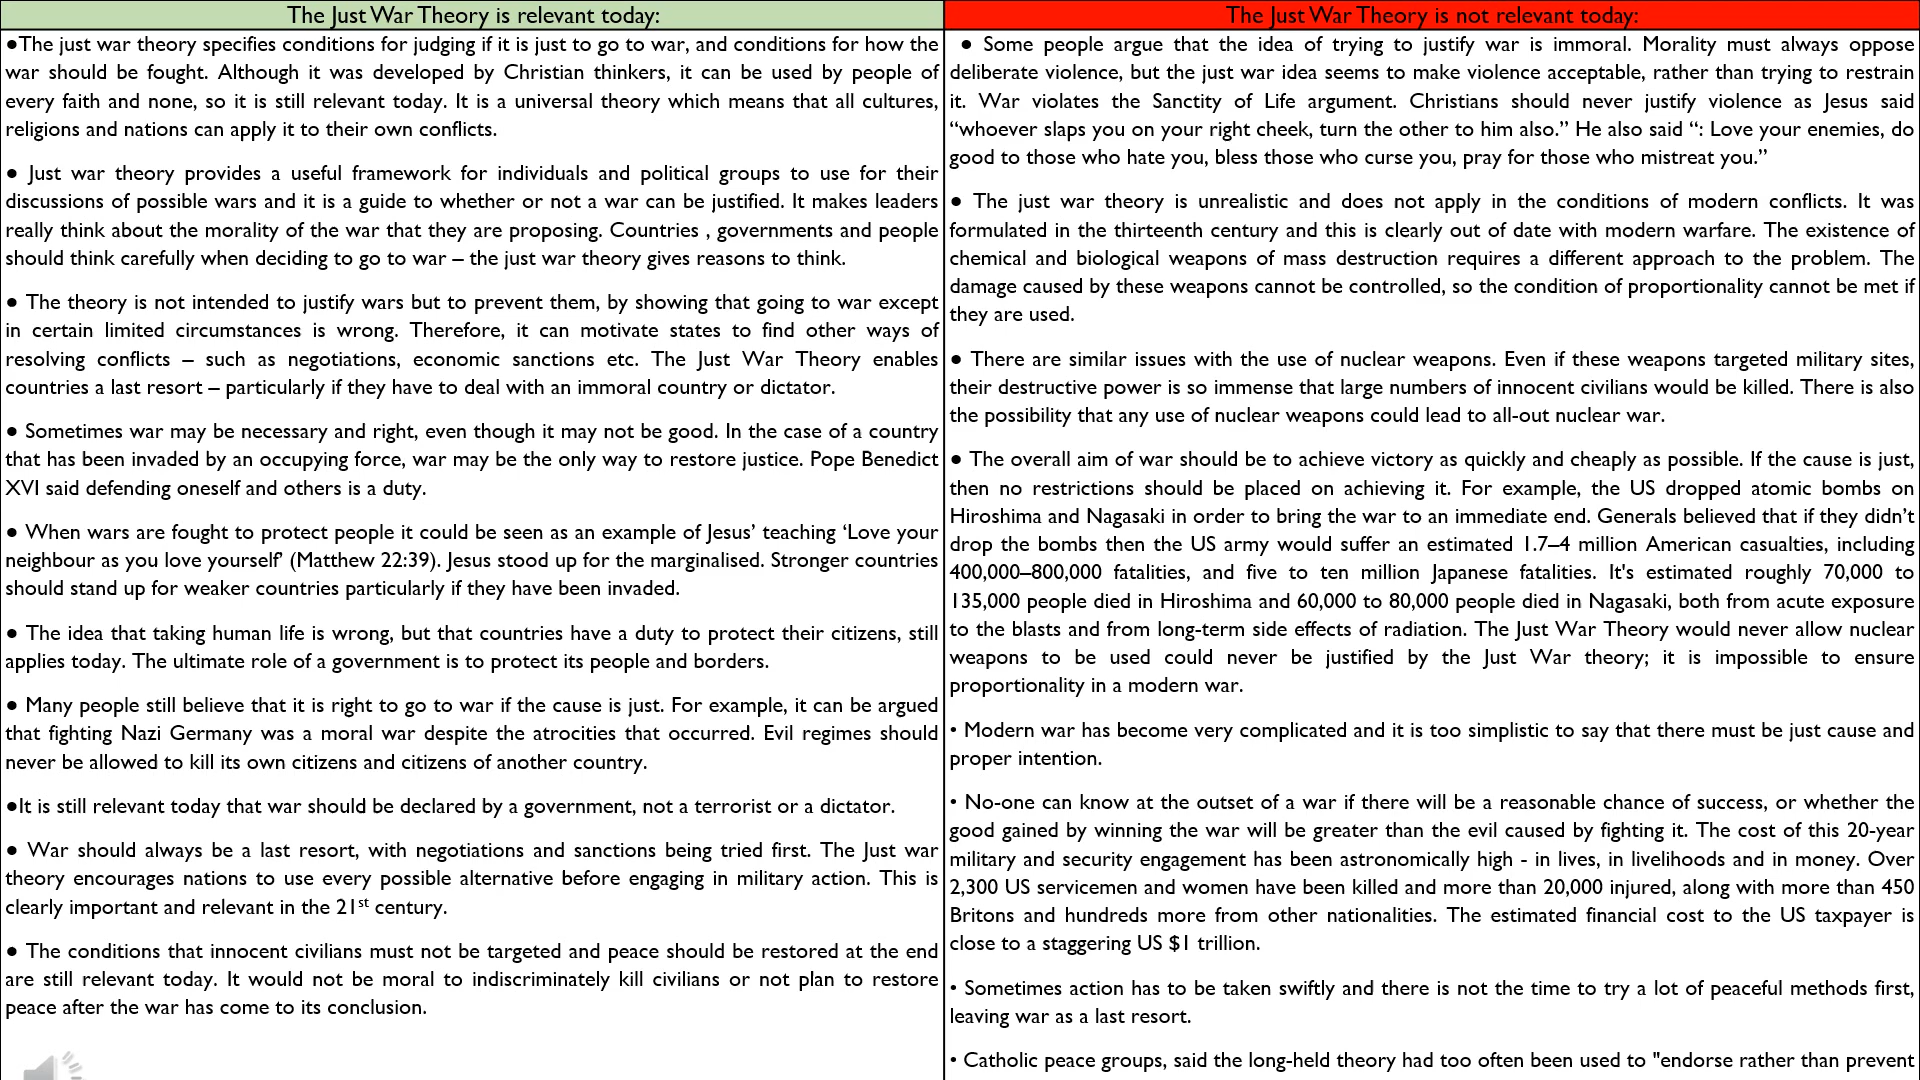 The Just War Theory is relevant today:
●The just war theory specifies conditions for judging if it is just to go to war, and conditions for how the
war should be fought. Although it was developed by Christian thinkers, it can be used by people of
every faith and none, so it is still relevant today. It is a universal theory which means that all cultures,
religions and nations can apply it to their own conflicts.
● Just war theory provides a useful framework for individuals and political groups to use for their
discussions of possible wars and it is a guide to whether or not a war can be justified. It makes leaders
really think about the morality of the war that they are proposing. Countries , governments and people
should think carefully when deciding to go to war – the just war theory gives reasons to think.
● The theory is not intended to justify wars but to prevent them, by showing that going to war except
in certain limited circumstances is wrong. Therefore, it can motivate states to find other ways of
resolving conflicts – such as negotiations, economic sanctions etc. The Just War Theory enables
countries a last resort – particularly if they have to deal with an immoral country or dictator.
● Sometimes war may be necessary and right, even though it may not be good. In the case of a country
that has been invaded by an occupying force, war may be the only way to restore justice. Pope Benedict
XVI said defending oneself and others is a duty.
● When wars are fought to protect people it could be seen as an example of Jesus’ teaching ‘Love your
neighbour as you love yourself’ (Matthew 22:39). Jesus stood up for the marginalised. Stronger countries
should stand up for weaker countries particularly if they have been invaded.
● The idea that taking human life is wrong, but that countries have a duty to protect their citizens, still
applies today. The ultimate role of a government is to protect its people and borders.
● Many people still believe that it is right to go to war if the cause is just. For example, it can be argued
that fighting Nazi Germany was a moral war despite the atrocities that occurred. Evil regimes should
never be allowed to kill its own citizens and citizens of another country.
●It is still relevant today that war should be declared by a government, not a terrorist or a dictator.
● War should always be a last resort, with negotiations and sanctions being tried first. The Just war
theory encourages nations to use every possible alternative before engaging in military action. This is
clearly important and relevant in the 21st century.
● The conditions that innocent civilians must not be targeted and peace should be restored at the end
are still relevant today. It would not be moral to indiscriminately kill civilians or not plan to restore
peace after the war has come to its conclusion.
The Just War Theory is not relevant today:
● Some people argue that the idea of trying to justify war is immoral. Morality must always oppose
deliberate violence, but the just war idea seems to make violence acceptable, rather than trying to restrain
it. War violates the Sanctity of Life argument. Christians should never justify violence as Jesus said
“whoever slaps you on your right cheek, turn the other to him also.” He also said “: Love your enemies, do
good to those who hate you, bless those who curse you, pray for those who mistreat you.”
● The just war theory is unrealistic and does not apply in the conditions of modern conflicts. It was
formulated in the thirteenth century and this is clearly out of date with modern warfare. The existence of
chemical and biological weapons of mass destruction requires a different approach to the problem. The
damage caused by these weapons cannot be controlled, so the condition of proportionality cannot be met if
they are used.
● There are similar issues with the use of nuclear weapons. Even if these weapons targeted military sites,
their destructive power is so immense that large numbers of innocent civilians would be killed. There is also
the possibility that any use of nuclear weapons could lead to all-out nuclear war.
● The overall aim of war should be to achieve victory as quickly and cheaply as possible. If the cause is just,
then no restrictions should be placed on achieving it. For example, the US dropped atomic bombs on
Hiroshima and Nagasaki in order to bring the war to an immediate end. Generals believed that if they didn’t
drop the bombs then the US army would suffer an estimated 1.7–4 million American casualties, including
400,000–800,000 fatalities, and five to ten million Japanese fatalities. It's estimated roughly 70,000 to
135,000 people died in Hiroshima and 60,000 to 80,000 people died in Nagasaki, both from acute exposure
to the blasts and from long-term side effects of radiation. The Just War Theory would never allow nuclear
weapons to be used could never be justified by the Just War theory; it is impossible to ensure
proportionality in a modern war.
• Modern war has become very complicated and it is too simplistic to say that there must be just cause and
proper intention.
• No-one can know at the outset of a war if there will be a reasonable chance of success, or whether the
good gained by winning the war will be greater than the evil caused by fighting it. The cost of this 20-year
military and security engagement has been astronomically high - in lives, in livelihoods and in money. Over
2,300 US servicemen and women have been killed and more than 20,000 injured, along with more than 450
Britons and hundreds more from other nationalities. The estimated financial cost to the US taxpayer is
close to a staggering US $1 trillion.
• Sometimes action has to be taken swiftly and there is not the time to try a lot of peaceful methods first,
leaving war as a last resort.
• Catholic peace groups, said the long-held theory had too often been used to "endorse rather than prevent